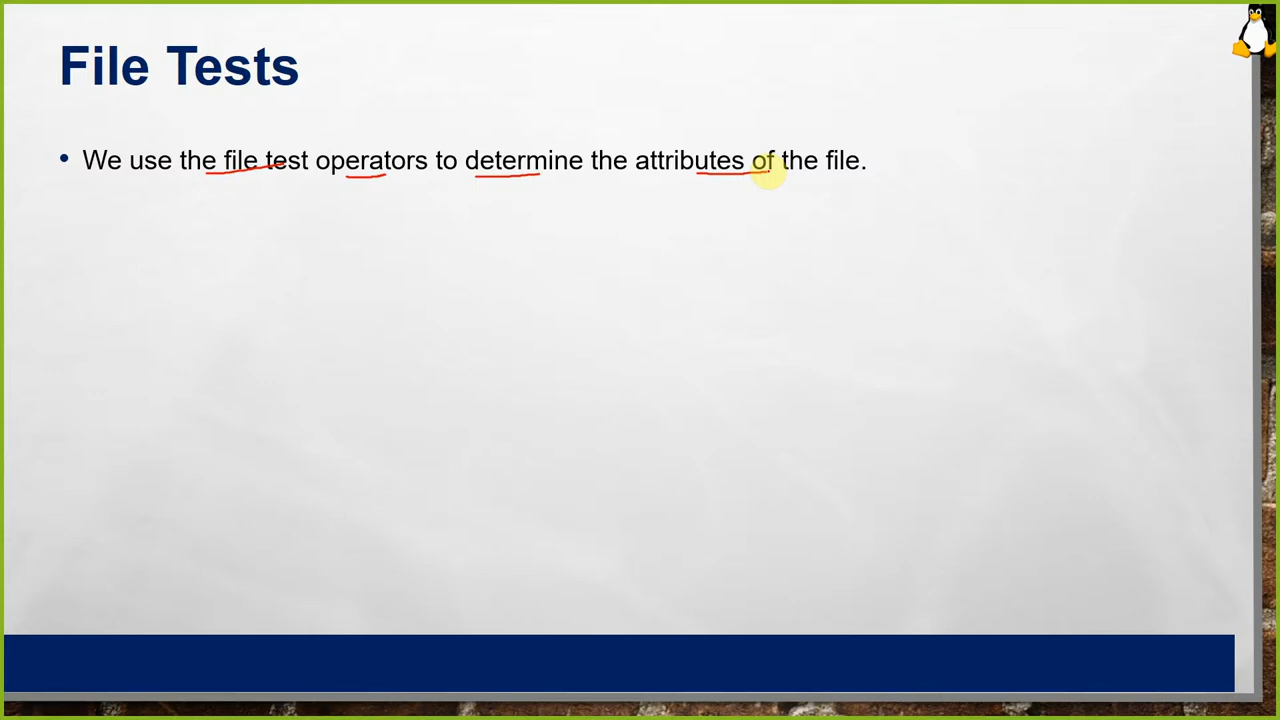 File Tests
• We use the file test operators to determine the attributes of the file.